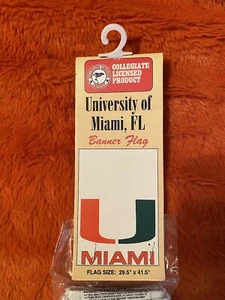 COLLEGIATE
LICENSED
PRODUCT
University of
Miami, FL
Banner Flag
MIAMI
FLAG SIZE: 29.5" x 41.5"